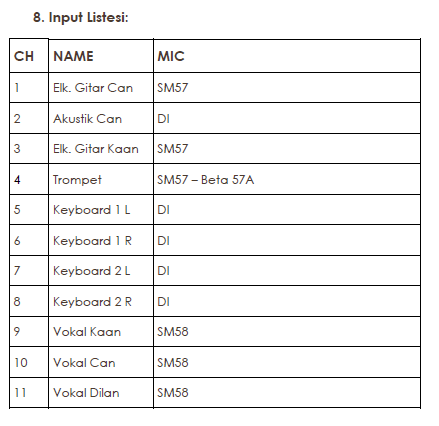 8. Input Listesi:
CH NAME MIC
1 Elk. Gitar Can SM57
2 Akustik Can DI
3 Elk. Gitar Kaan SM57
4 Trompet SM57 – Beta 57A
5 Keyboard 1 L DI
6 Keyboard 1 R DI
7 Keyboard 2 L DI
8 Keyboard 2 R DI
9 Vokal Kaan SM58
10 Vokal Can SM58
11 Vokal Dilan SM58